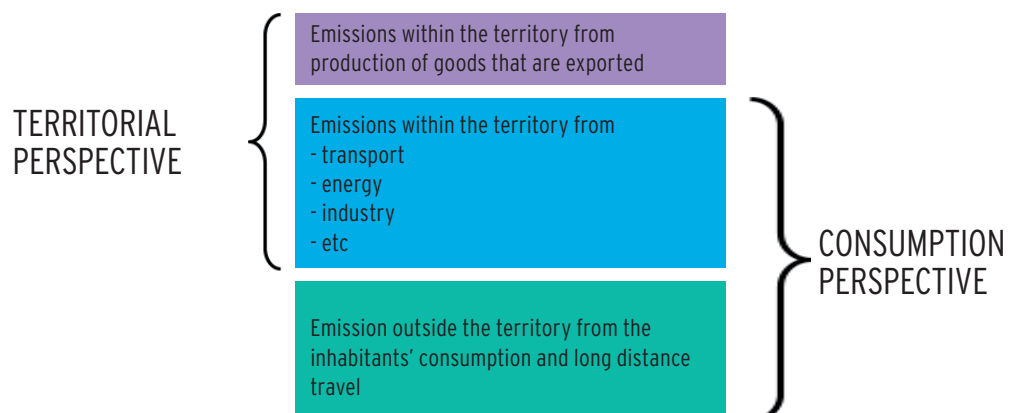 TERRITORIAL
PERSPECTIVE
Emissions within the territory from
production of goods that are exported
Emissions within the territory from
- transport
- energy
- industry
- etc
Emission outside the territory from the
inhabitants’ consumption and long distance
travel
CONSUMPTION
PERSPECTIVE